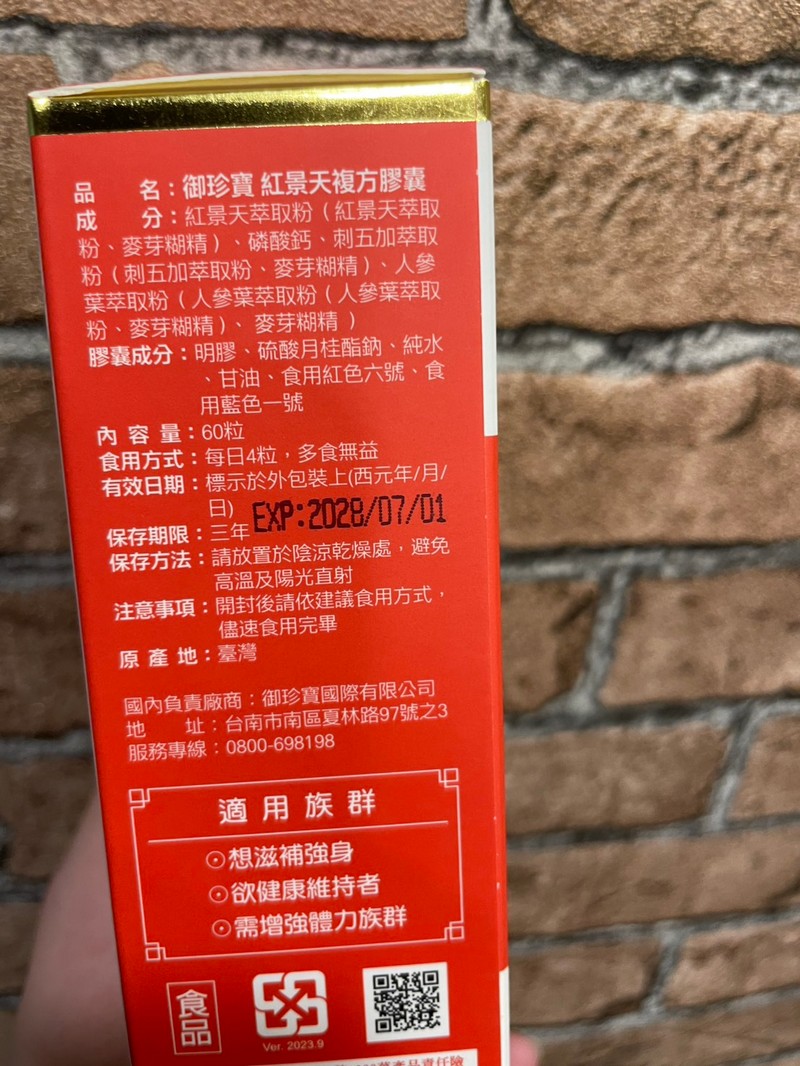 品　　名：御珍寶 紅景天複方膠囊
成　　分：紅景天萃取粉（紅景天萃取
粉、麥芽糊精）、磷酸鈣、刺五加萃取
粉（刺五加萃取粉、麥芽糊精）、人參
葉萃取粉（人參葉萃取粉（人參葉萃取
粉、麥芽糊精）、 麥芽糊精 ）
膠囊成分：明膠、硫酸月桂酯鈉、純水
、甘油、食用紅色六號、食
用藍色一號
內 容 量：60粒
食用方式：每日4粒，多食無益
有效日期：標示於外包裝上(西元年/月/
日)
EXP:2028/07/01
保存期限：三年
保存方法：請放置於陰涼乾燥處，避免
高溫及陽光直射
注意事項：開封後請依建議食用方式，
儘速食用完畢
原 產 地：臺灣
國內負責廠商：御珍寶國際有限公司
地　　址：台南市南區夏林路97號之3
服務專線：0800-698198
適用族群
⊙想滋補強身
⊙欲健康維持者
⊙需增強體力族群
食品
Ver. 2023.9
產品責任險